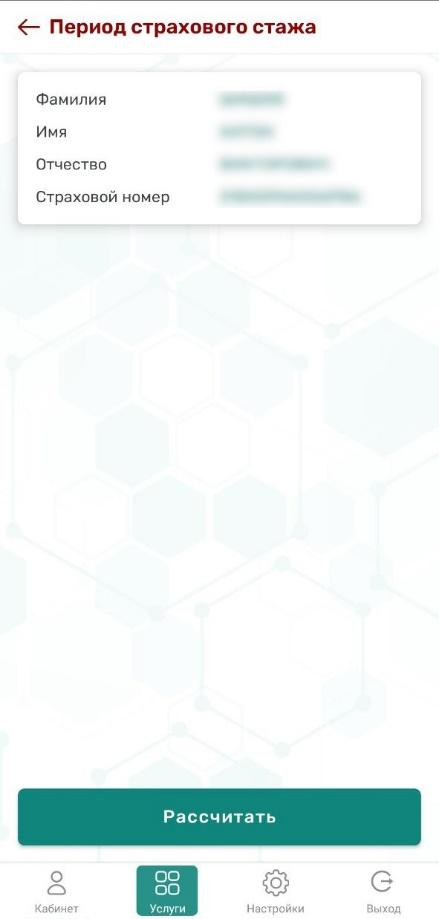 Период страхового стажа
Фамилия
Имя
Отчество
Страховой номер
Рассчитать
Кабинет
Услуги
Настройки
Выход